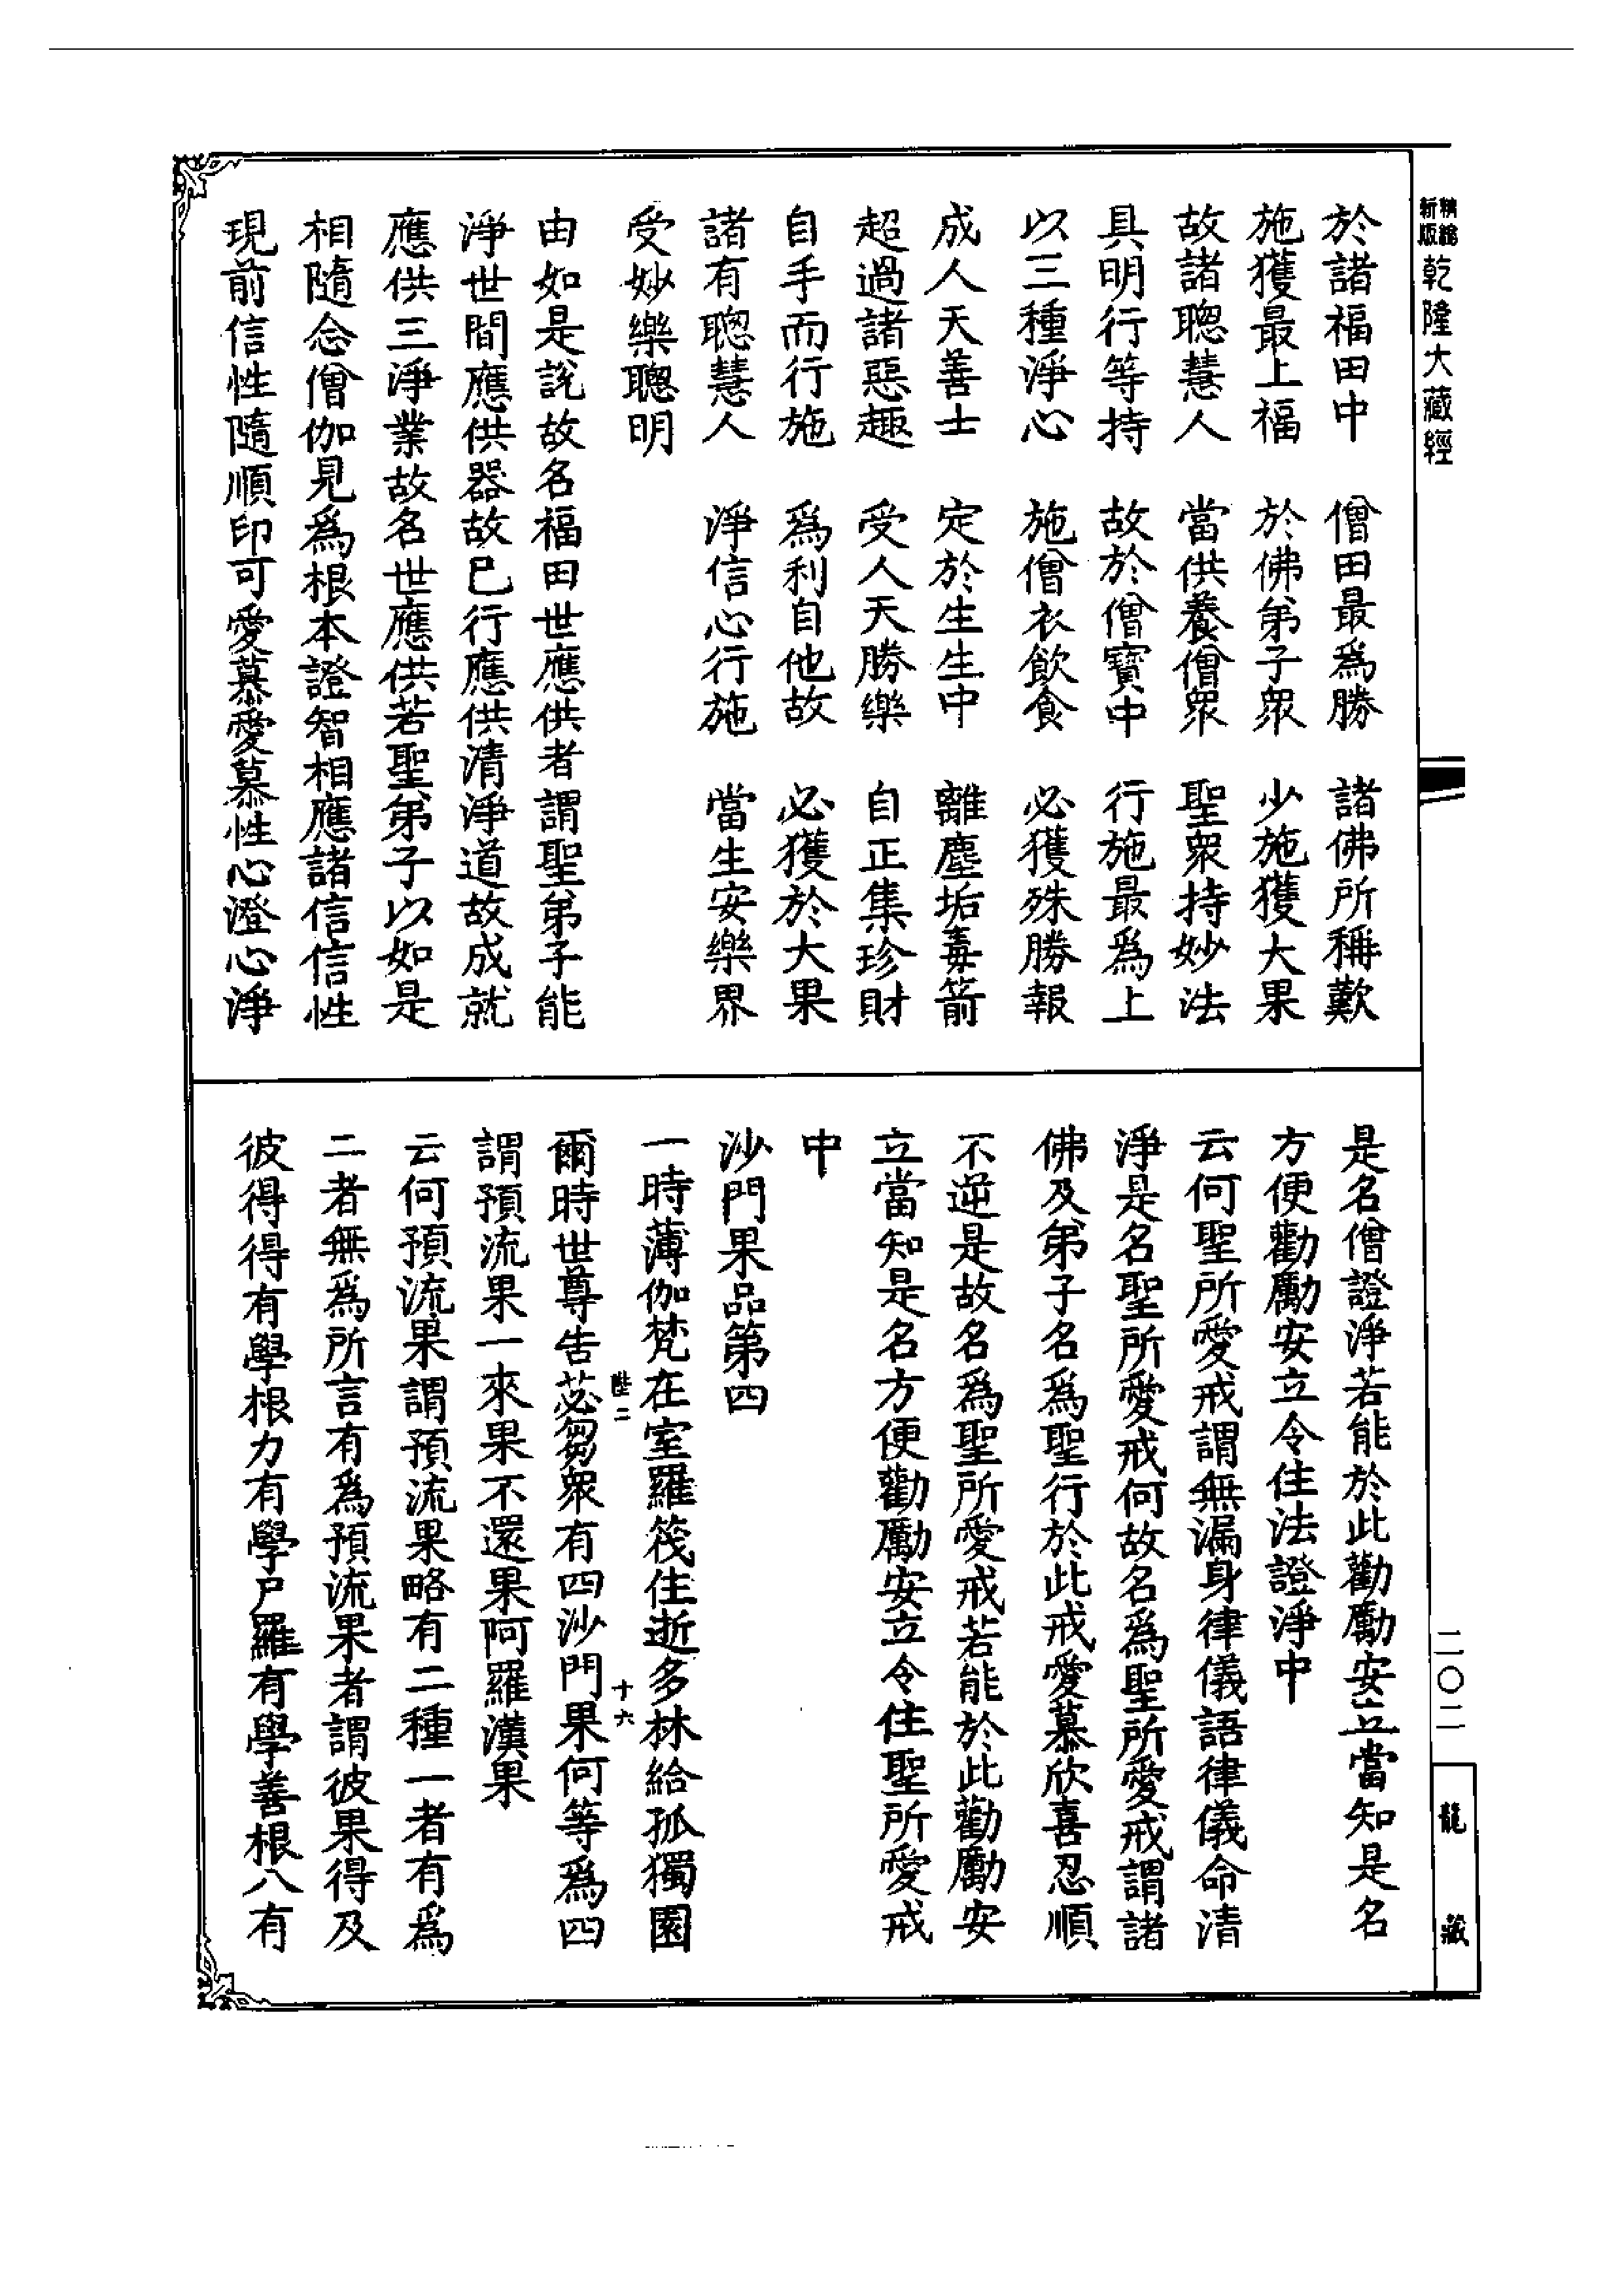 精縮新版乾隆大藏經
於諸福田中　僧田最為勝　諸佛所稱歎
施獲最上福　於佛弟子眾　少施獲大果
故諸聰慧人　當供養僧眾　聖眾持妙法
具明行等持　故於僧寶中　行施最為上
以三種淨心　施僧衣飲食　必獲殊勝報
成人天善士　定於生生中　離塵垢毒箭
超過諸惡趣　受人天勝樂　自正集珍財
自手而行施　為利自他故　必獲於大果
諸有聰慧人　淨信心行施　當生安樂界
受妙樂聰明
由如是說故名福田世應供者謂聖弟子能
淨世間應供器故已行應供清淨道故成就
應供三淨業故名世應供若聖弟子以如是
相隨念僧伽見為根本證智相應諸信信性
現前信性隨順印可愛慕愛慕性心澄心淨
是名僧證淨若能於此勸勵安立當知是名
方便勸勵安立令住法證淨中
云何聖所愛戒謂無漏身律儀語律儀命清
淨是名聖所愛戒何故名為聖所愛戒謂諸
佛及弟子名為聖行於此戒愛慕欣喜忍順
不逆是故名為聖所愛戒若能於此勸勵安
立當知是名方便勸勵安立令住聖所愛戒
中
沙門果品第四
一時薄伽梵在室羅筏住逝多林給孤獨園
陛二　十六
爾時世尊告苾芻眾有四沙門果何等為四
謂預流果一來果不還果阿羅漢果
云何預流果謂預流果略有二種一者有為
二者無為所言有為預流果者謂彼果得及
彼得得有學根力有學尸羅有學善根八有
二〇二
龍藏